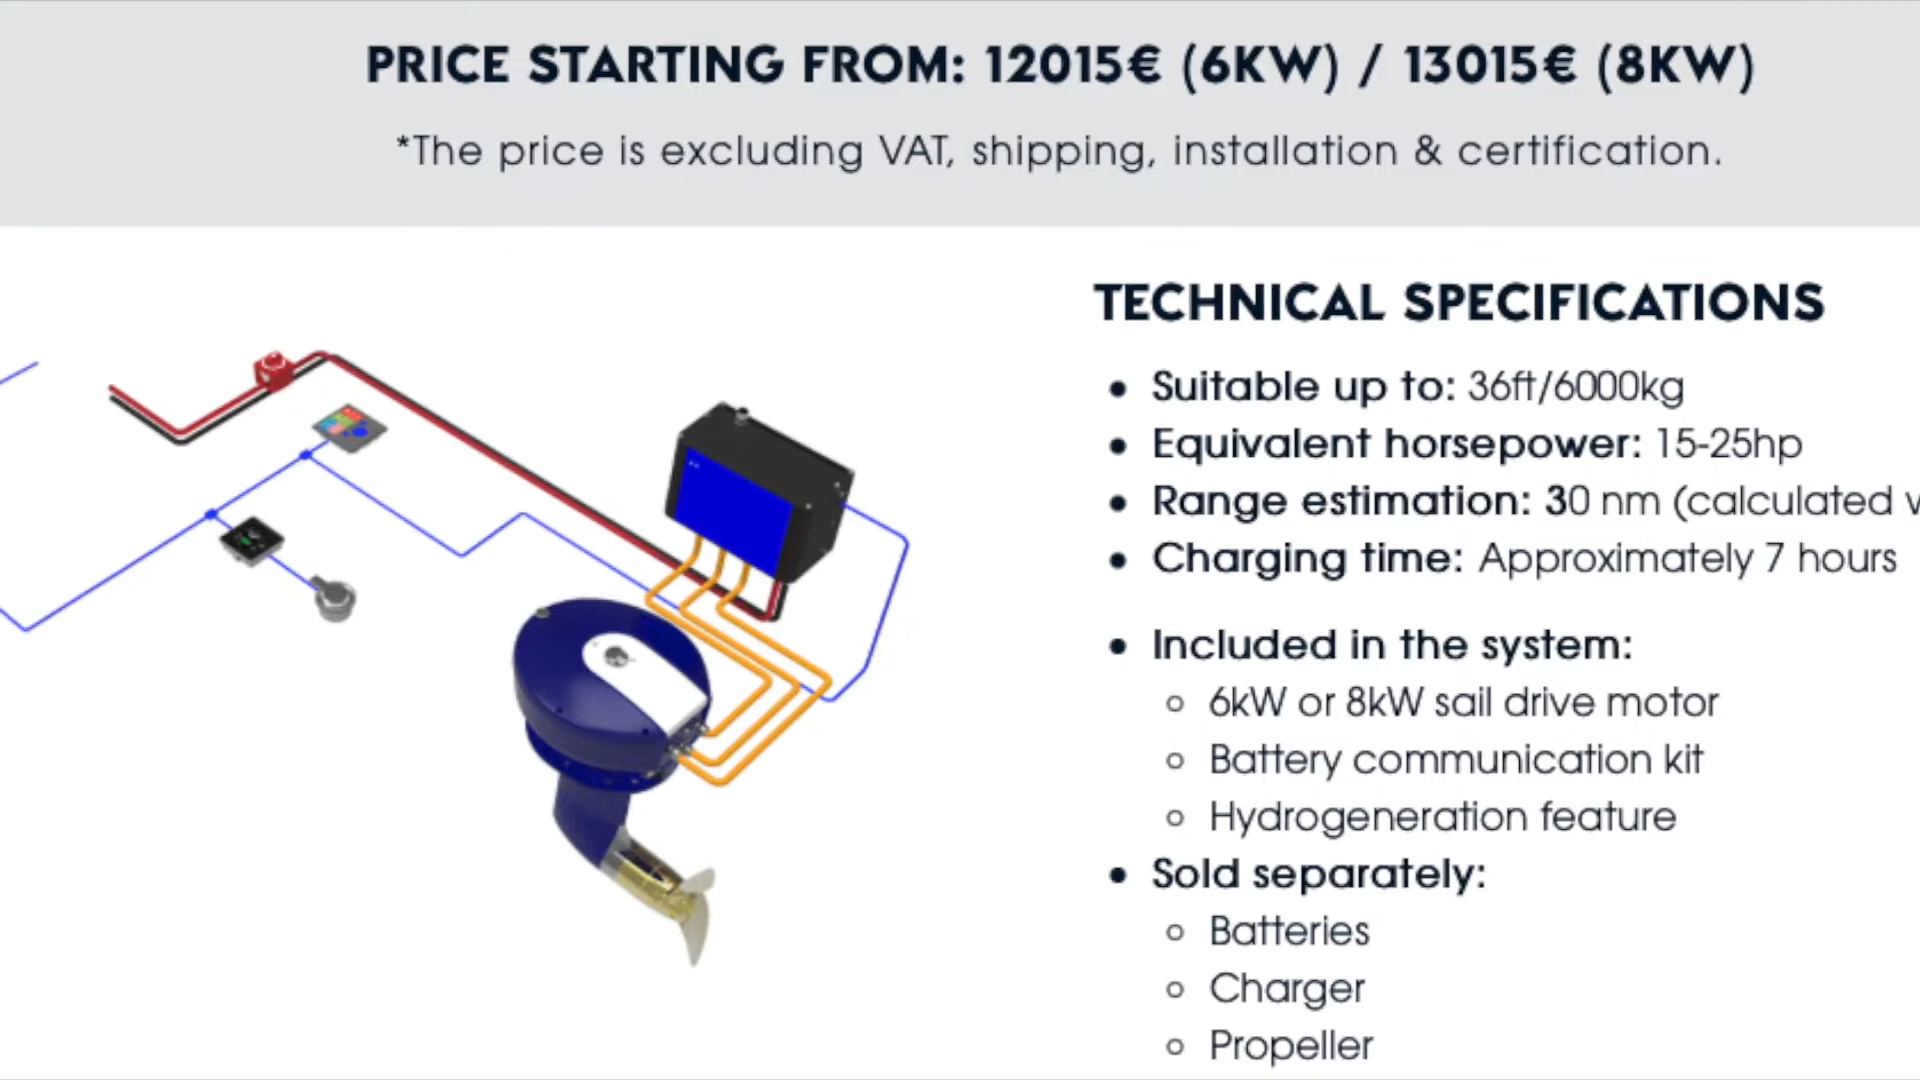 PRICE STARTING FROM: 12015€ (6KW) / 13015€ (8KW)
*The price is excluding VAT, shipping, installation & certification.
TECHNICAL SPECIFICATIONS
• Suitable up to: 36ft/6000kg
• Equivalent horsepower: 15-25hp
• Range estimation: 30 nm (calculated
• Charging time: Approximately 7 hours
• Included in the system:
○ 6kW or 8kW sail drive motor
○ Battery communication kit
○ Hydrogeneration feature
• Sold separately:
○ Batteries
○ Charger
○ Propeller